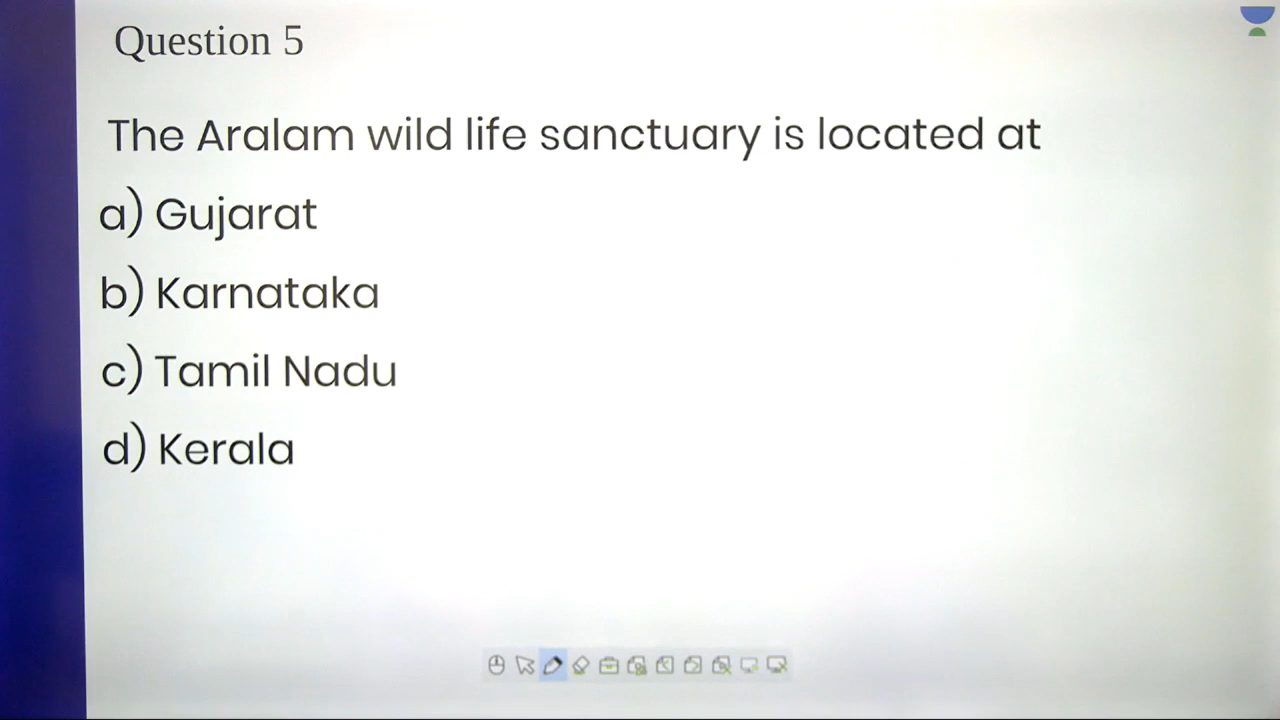 Question 5
The Aralam wild life sanctuary is located at
a) Gujarat
b) Karnataka
c) Tamil Nadu
d) Kerala